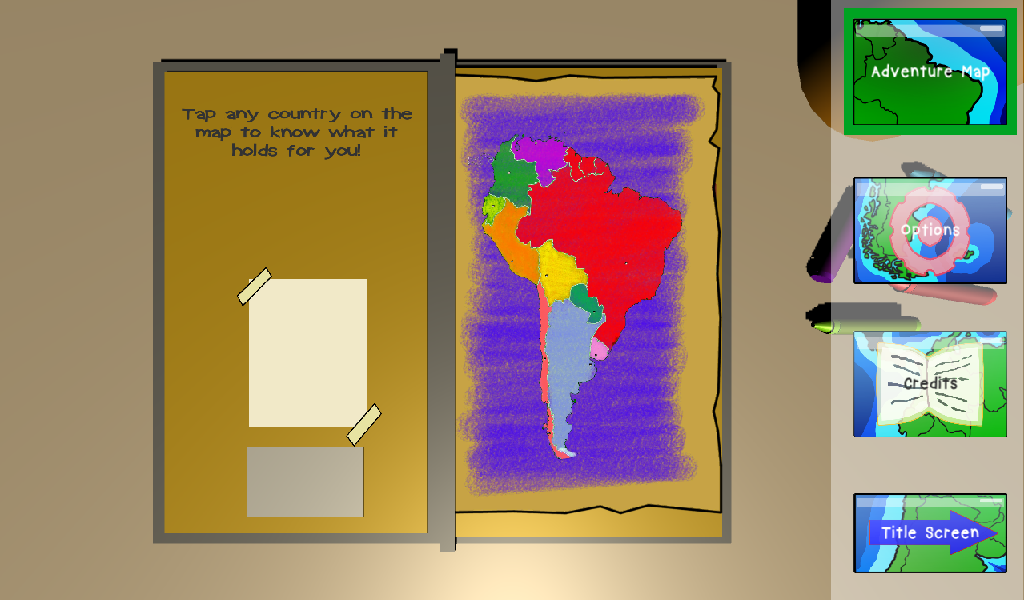 Tap any country on the
map to know what it
holds for you!
Adventure Map
Options
Credits
Title Screen